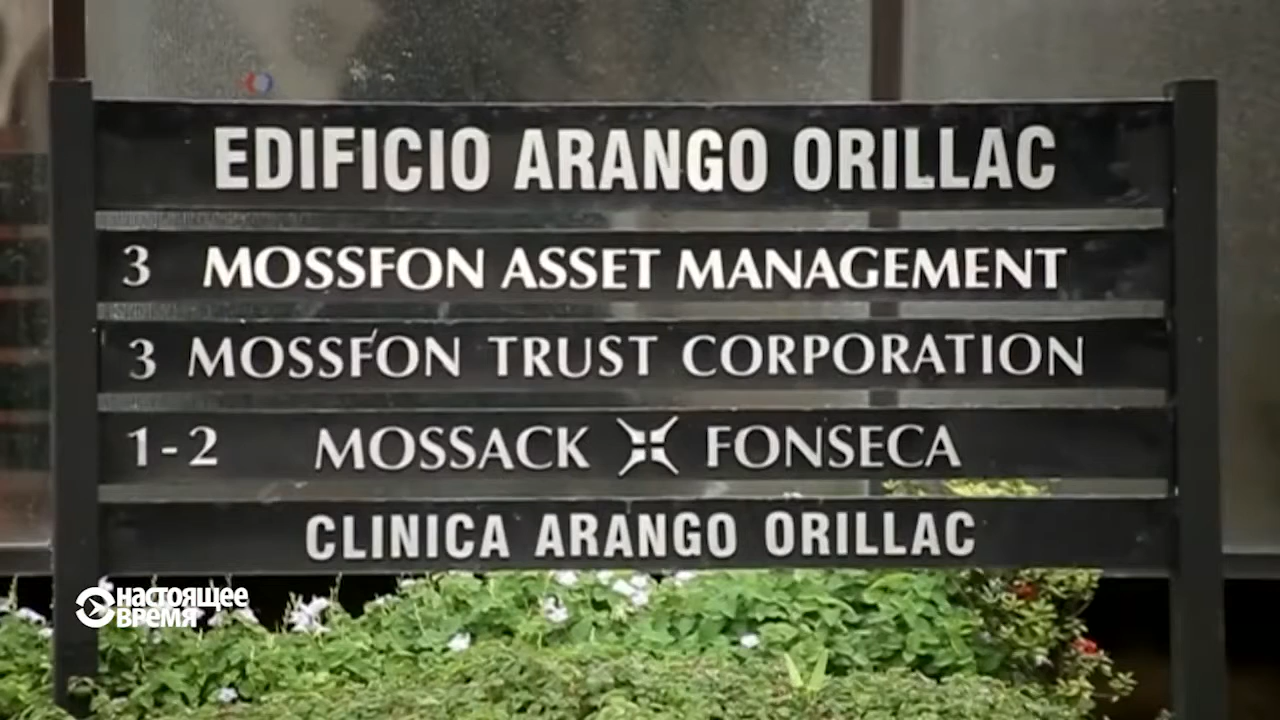 EDIFICIO ARANGO ORILLAC
3 MOSSFON ASSET MANAGEMENT
3 MOSSFON TRUST CORPORATION
1-2 MOSSACK FONSECA
CLINICA ARANGO ORILLAC
НАСТОЯЩЕЕ
ВРЕМЯ